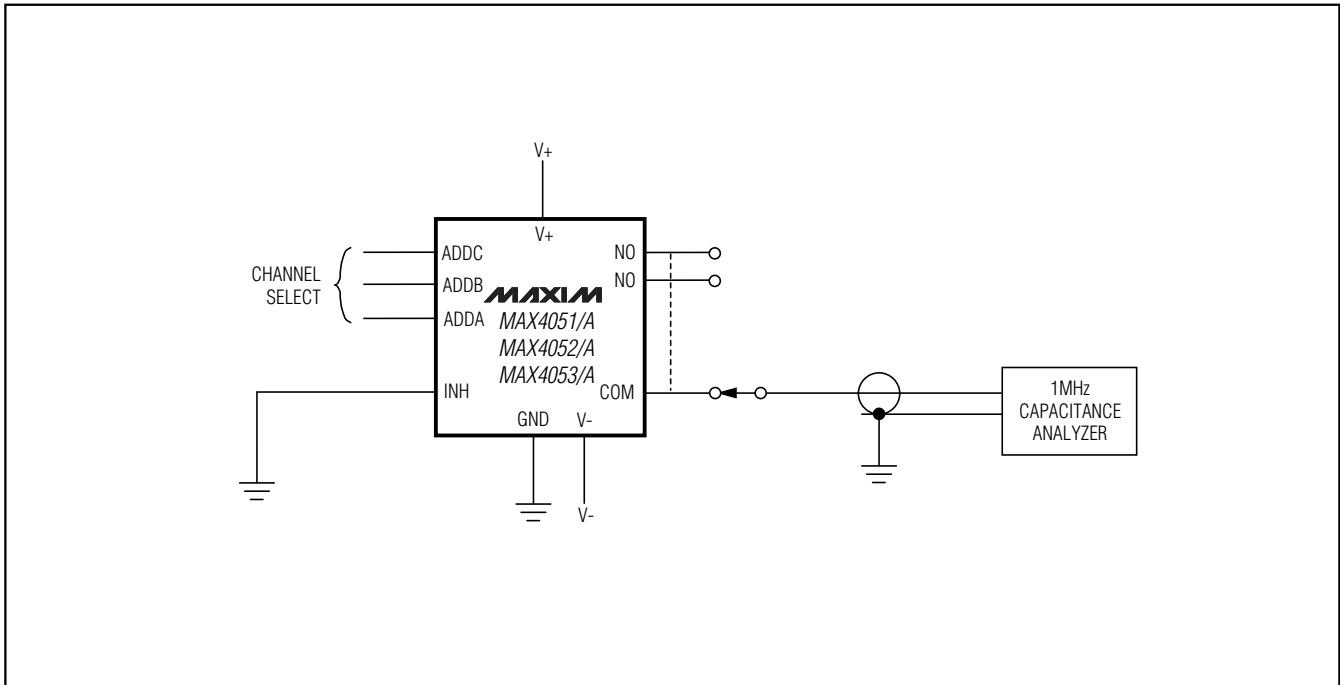 V+
V+
CHANNEL
SELECT
ADDC
ADDB
ADDA
INH
MAXIM
MAX4051/A
MAX4052/A
MAX4053/A
NO
NO
COM
GND
V-
V-
1MHz
CAPACITANCE
ANALYZER